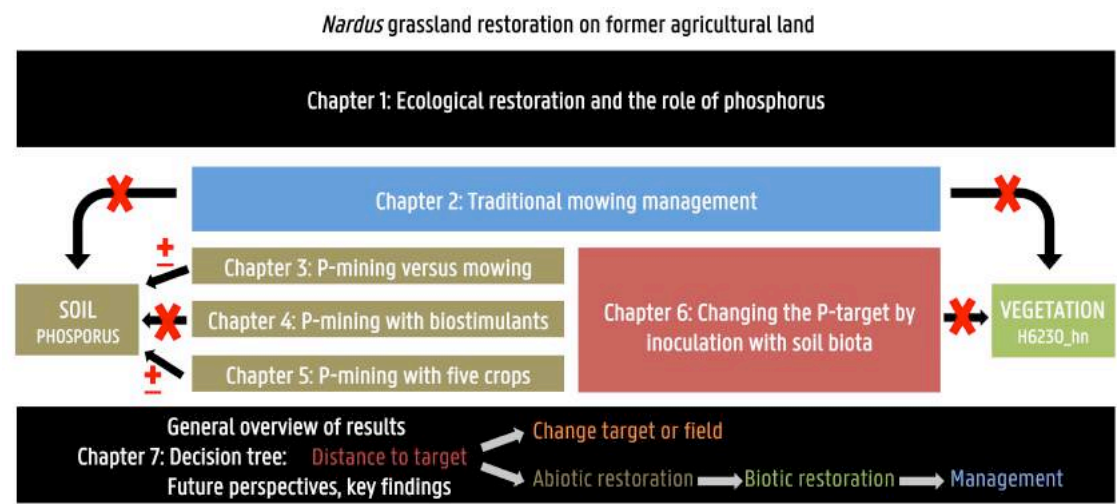 Nardus grassland restoration on former agricultural land
Chapter 1: Ecological restoration and the role of phosphorus
Chapter 2: Traditional mowing management
±
Chapter 3: P-mining versus mowing
SOIL
PHOSPORUS
Chapter 4: P-mining with biostimulants
Chapter 5: P-mining with five crops
±
Chapter 6: Changing the P-target by
inoculation with soil biota
VEGETATION
H6230_hn
General overview of results
Chapter 7: Decision tree: Distance to target
Future perspectives, key findings
Change target or field
Abiotic restoration
Biotic restoration
Management